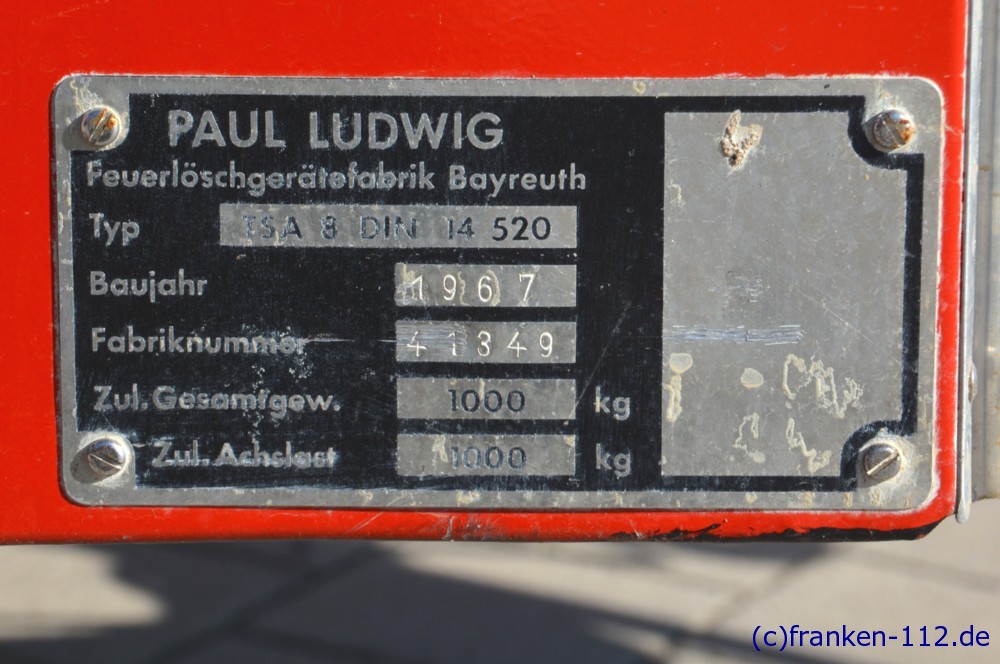 PAUL LUDWIG
Feuerlöschgerätefabrik Bayreuth
Typ TSA 8 DIN 14 520
Baujahr 1967
Fabriknummer 41349
Zul. Gesamtgew. 1000 kg
Zul. Achslast 1000 kg
(c)franken-112.de